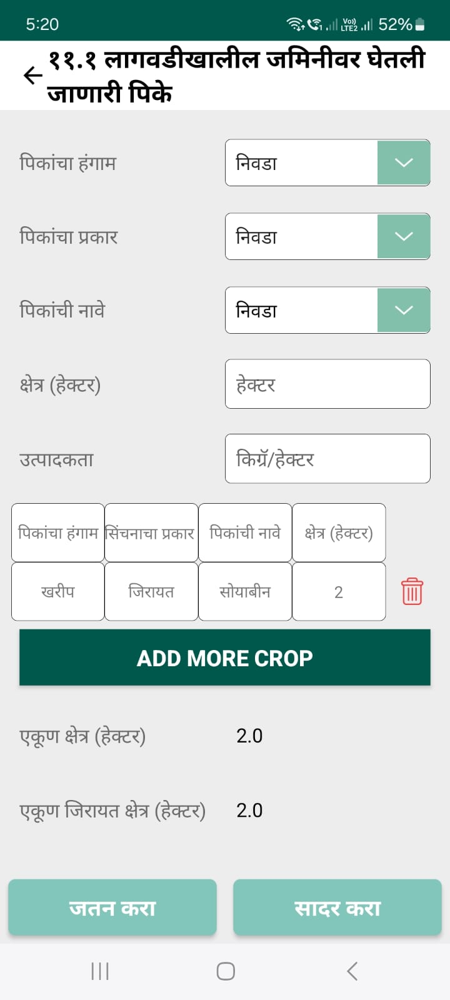 5:20
Vo))
LTE2
52%
११.१ लागवडीखालील जमिनीवर घेतली
जाणारी पिके
पिकांचा हंगाम
निवडा
पिकांचा प्रकार
निवडा
पिकांची नावे
निवडा
क्षेत्र (हेक्टर)
हेक्टर
उत्पादकता
किग्रॅ/हेक्टर
पिकांचा हंगाम सिंचनाचा प्रकार पिकांची नावे क्षेत्र (हेक्टर)
खरीप जिरायत सोयाबीन 2
ADD MORE CROP
एकूण क्षेत्र (हेक्टर) 2.0
एकूण जिरायत क्षेत्र (हेक्टर) 2.0
जतन करा
सादर करा